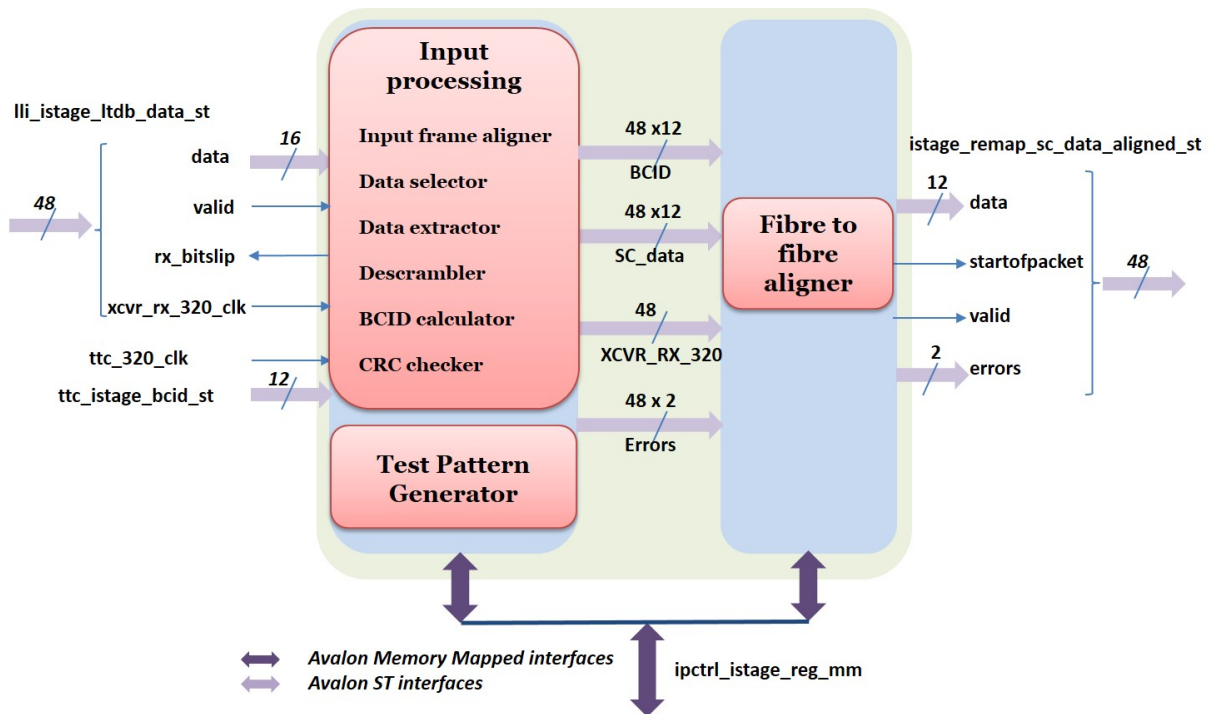 Input
processing
Input frame aligner
Data selector
Data extractor
Descrambler
BCID calculator
CRC checker
Test Pattern
Generator
lli_istage_ltdb_data_st
48
data
16
valid
rx_bitslip
xcvr_rx_320_clk
ttc_320_clk
ttc_istage_bcid_st
12
48 x12
BCID
48 x12
SC_data
48
XCVR_RX_320
48 x 2
Errors
Fibre to
fibre
aligner
istage_remap_sc_data_aligned_st
12
data
startofpacket
48
valid
2
errors
Avalon Memory Mapped interfaces
Avalon ST interfaces
ipctrl_istage_reg_mm